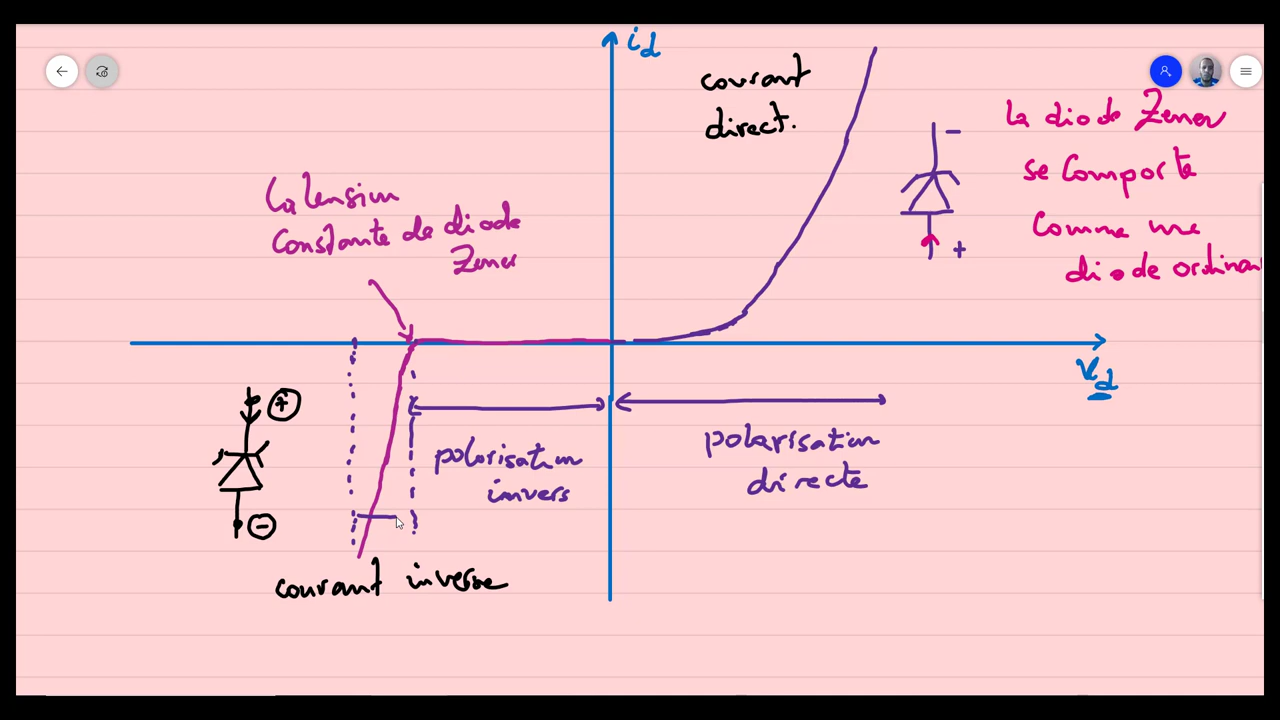 id
courant
direct.
-
+
la diode Zener
se Comporte
Comme une
diode ordinai
La tension
Constante de diode
Zener
Vd
+
-
polarisation
invers
polarisation
directe
courant inverse